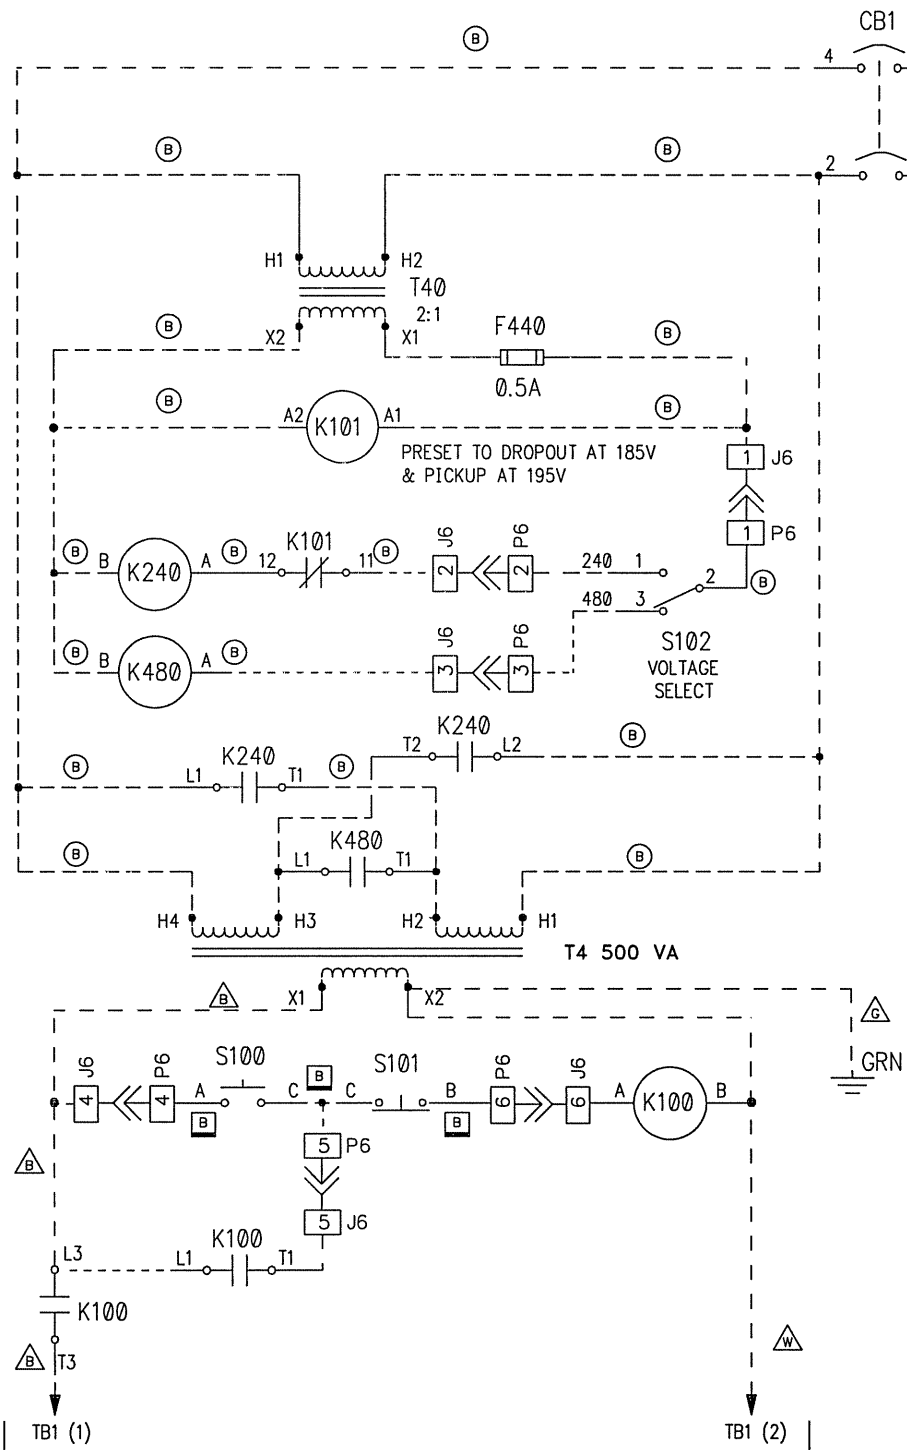 CB1
B
4
B
B
2
H1
H2
T40
2:1
B
X2
X1
F440
B
0.5A
B
A2
K101
A1
B
PRESET TO DROPOUT AT 185V
& PICKUP AT 195V
1
J6
1
P6
B
B
K240
A
B
12
K101
11
B
J6
2
P6
2
240
1
2
B
480
3
S102
VOLTAGE
SELECT
B
B
K480
A
B
J6
3
P6
3
K240
T2
L2
B
B
K240
L1
T1
B
B
K480
L1
T1
B
H4
H3
H2
H1
T4 500 VA
B
X1
X2
G
GRN
J6
4
P6
4
A
S100
B
C
B
C
S101
B
B
P6
6
J6
6
A
K100
B
5
P6
5
J6
B
L3
L1
K100
T1
K100
B
T3
W
TB1 (1)
TB1 (2)